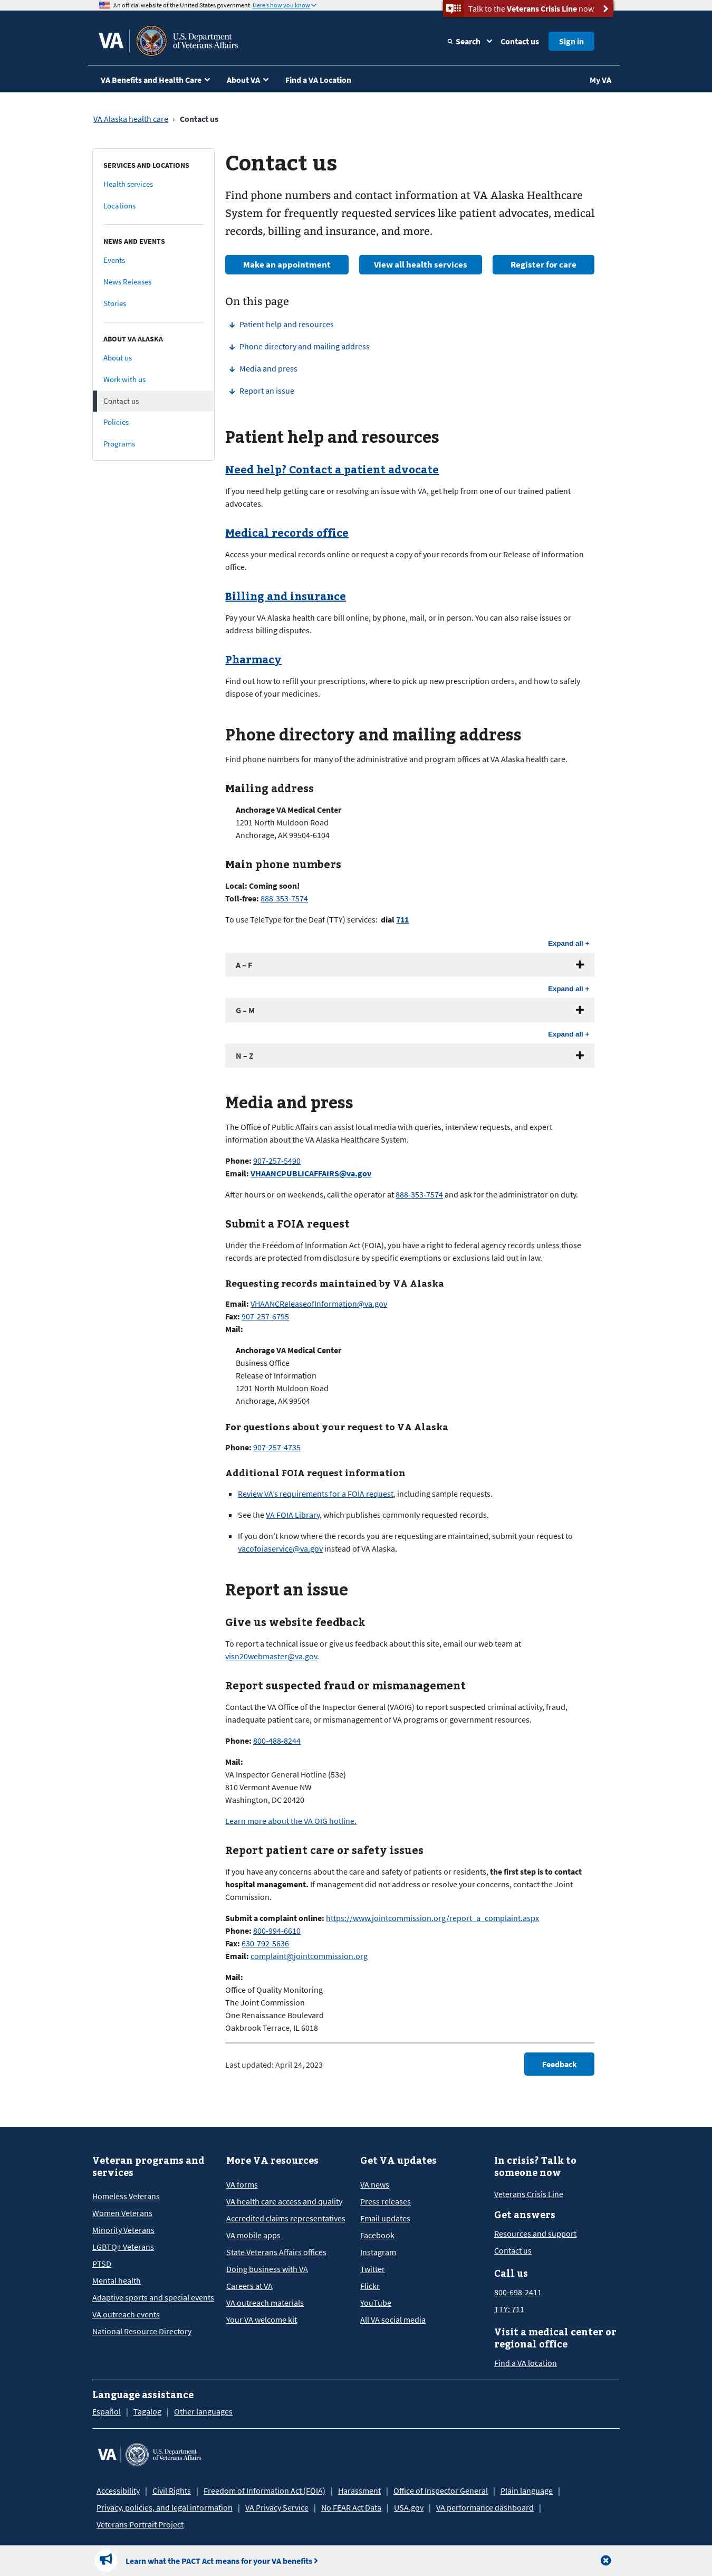 An official website of the United States government Here's how you know
Talk to the Veterans Crisis Line now
VA U.S. Department of Veterans Affairs
Search
Contact us
Sign in
VA Benefits and Health Care
About VA
Find a VA Location
My VA
VA Alaska health care › Contact us
SERVICES AND LOCATIONS
Health services
Locations
NEWS AND EVENTS
Events
News Releases
Stories
ABOUT VA ALASKA
About us
Work with us
Contact us
Policies
Programs
Contact us
Find phone numbers and contact information at VA Alaska Healthcare
System for frequently requested services like patient advocates, medical
records, billing and insurance, and more.
Make an appointment
View all health services
Register for care
On this page
Patient help and resources
Phone directory and mailing address
Media and press
Report an issue
Patient help and resources
Need help? Contact a patient advocate
If you need help getting care or resolving an issue with VA, get help from one of our trained patient
advocates.
Medical records office
Access your medical records online or request a copy of your records from our Release of Information
office.
Billing and insurance
Pay your VA Alaska health care bill online, by phone, mail, or in person. You can also raise issues or
address billing disputes.
Pharmacy
Find out how to refill your prescriptions, where to pick up new prescription orders, and how to safely
dispose of your medicines.
Phone directory and mailing address
Find phone numbers for many of the administrative and program offices at VA Alaska health care.
Mailing address
Anchorage VA Medical Center
1201 North Muldoon Road
Anchorage, AK 99504-6104
Main phone numbers
Local: Coming soon!
Toll-free: 888-353-7574
To use TeleType for the Deaf (TTY) services: dial 711
Expand all +
A – F
Expand all +
G – M
Expand all +
N – Z
Media and press
The Office of Public Affairs can assist local media with queries, interview requests, and expert
information about the VA Alaska Healthcare System.
Phone: 907-257-5490
Email: VHAANCPUBLICAFFAIRS@va.gov
After hours or on weekends, call the operator at 888-353-7574 and ask for the administrator on duty.
Submit a FOIA request
Under the Freedom of Information Act (FOIA), you have a right to federal agency records unless those
records are protected from disclosure by specific exemptions or exclusions laid out in law.
Requesting records maintained by VA Alaska
Email: VHAANCReleaseofInformation@va.gov
Fax: 907-257-6795
Mail:
Anchorage VA Medical Center
Business Office
Release of Information
1201 North Muldoon Road
Anchorage, AK 99504
For questions about your request to VA Alaska
Phone: 907-257-4735
Additional FOIA request information
Review VA's requirements for a FOIA request, including sample requests.
See the VA FOIA Library, which publishes commonly requested records.
If you don't know where the records you are requesting are maintained, submit your request to
vacofoiaservice@va.gov instead of VA Alaska.
Report an issue
Give us website feedback
To report a technical issue or give us feedback about this site, email our web team at
visn20webmaster@va.gov.
Report suspected fraud or mismanagement
Contact the VA Office of the Inspector General (VAOIG) to report suspected criminal activity, fraud,
inadequate patient care, or mismanagement of VA programs or government resources.
Phone: 800-488-8244
Mail:
VA Inspector General Hotline (53e)
810 Vermont Avenue NW
Washington, DC 20420
Learn more about the VA OIG hotline.
Report patient care or safety issues
If you have any concerns about the care and safety of patients or residents, the first step is to contact
hospital management. If management did not address or resolve your concerns, contact the Joint
Commission.
Submit a complaint online: https://www.jointcommission.org/report_a_complaint.aspx
Phone: 800-994-6610
Fax: 630-792-5636
Email: complaint@jointcommission.org
Mail:
Office of Quality Monitoring
The Joint Commission
One Renaissance Boulevard
Oakbrook Terrace, IL 6018
Last updated: April 24, 2023
Feedback
Veteran programs and
services
Homeless Veterans
Women Veterans
Minority Veterans
LGBTQ+ Veterans
PTSD
Mental health
Adaptive sports and special events
VA outreach events
National Resource Directory
More VA resources
VA forms
VA health care access and quality
Accredited claims representatives
VA mobile apps
State Veterans Affairs offices
Doing business with VA
Careers at VA
VA outreach materials
Your VA welcome kit
Get VA updates
VA news
Press releases
Email updates
Facebook
Instagram
Twitter
Flickr
YouTube
All VA social media
In crisis? Talk to
someone now
Veterans Crisis Line
Get answers
Resources and support
Contact us
Call us
800-698-2411
TTY: 711
Visit a medical center or
regional office
Find a VA location
Language assistance
Español | Tagalog | Other languages
VA U.S. Department of Veterans Affairs
Accessibility | Civil Rights | Freedom of Information Act (FOIA) | Harassment | Office of Inspector General | Plain language |
Privacy, policies, and legal information | VA Privacy Service | No FEAR Act Data | USA.gov | VA performance dashboard |
Veterans Portrait Project
Learn what the PACT Act means for your VA benefits